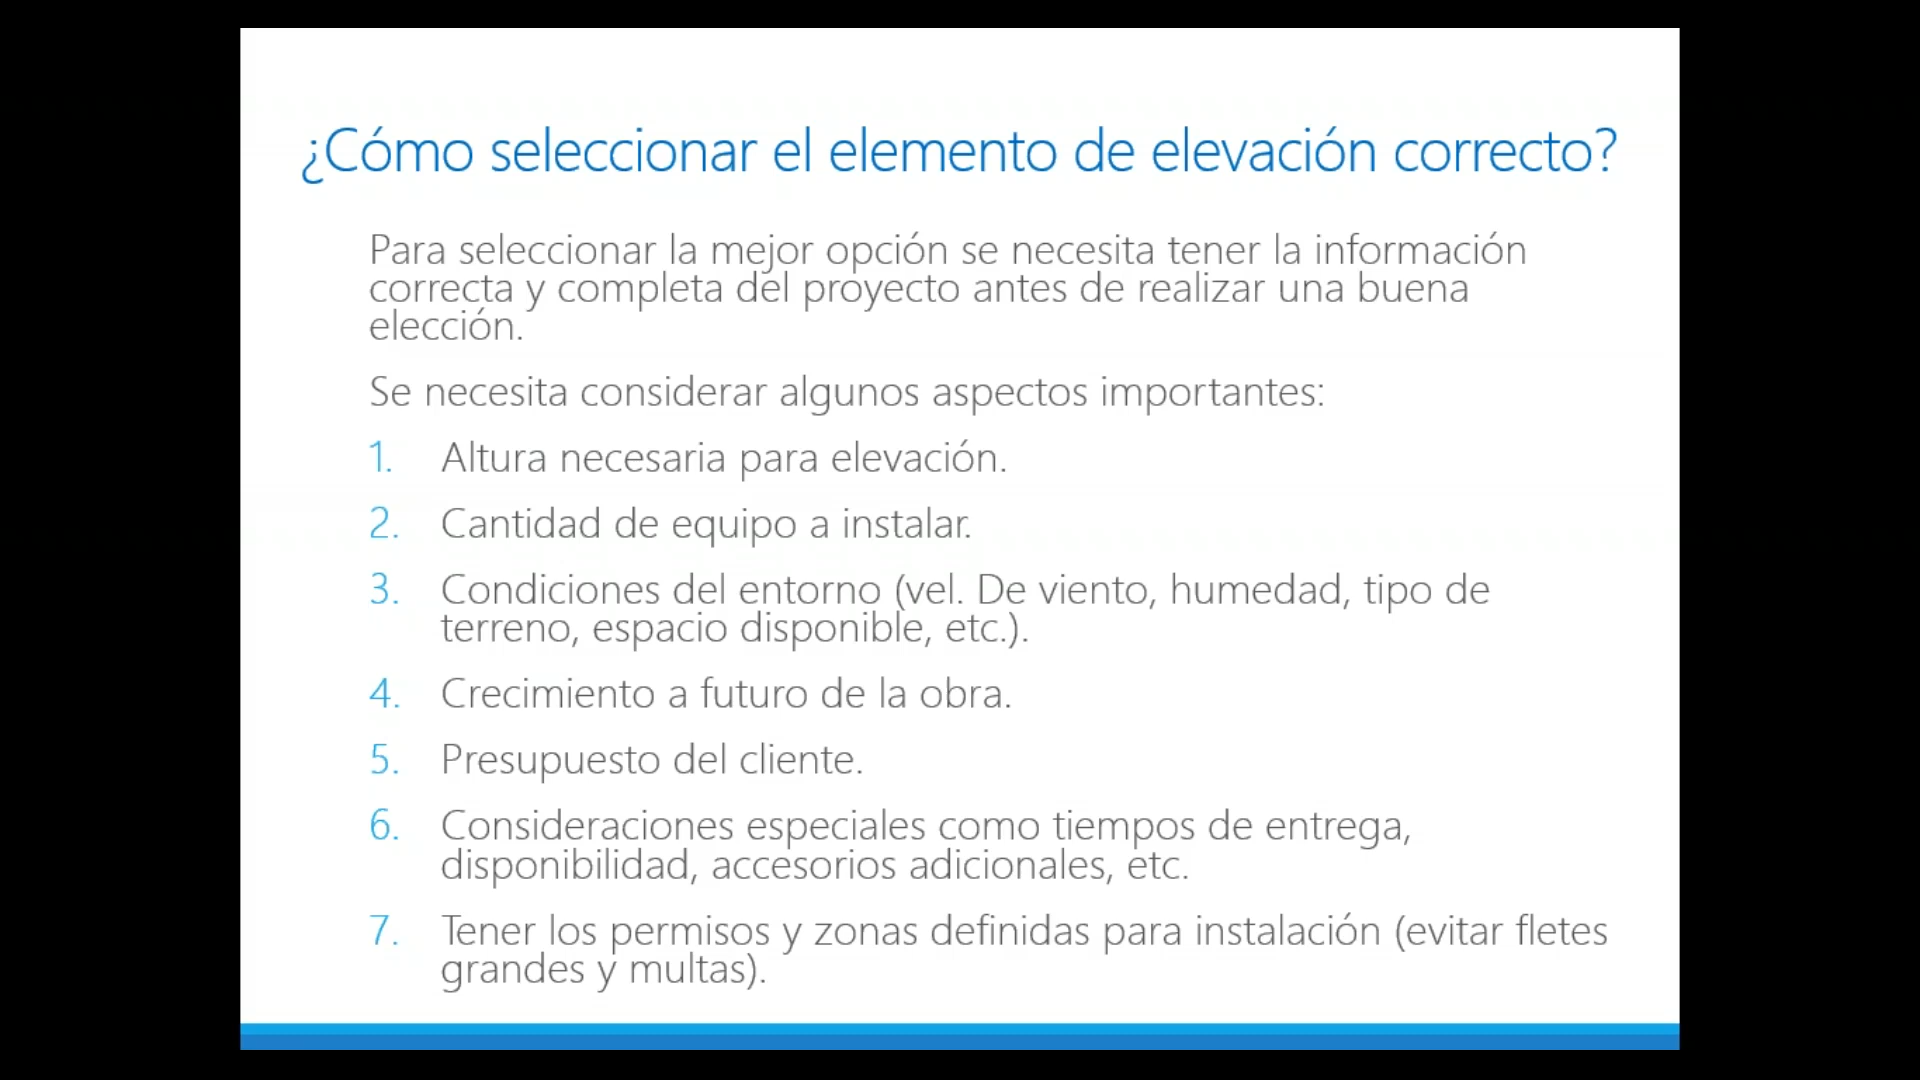 ¿Cómo seleccionar el elemento de elevación correcto?
Para seleccionar la mejor opción se necesita tener la información
correcta y completa del proyecto antes de realizar una buena
elección.
Se necesita considerar algunos aspectos importantes:
1. Altura necesaria para elevación.
2. Cantidad de equipo a instalar.
3. Condiciones del entorno (vel. De viento, humedad, tipo de
terreno, espacio disponible, etc.).
4. Crecimiento a futuro de la obra.
5. Presupuesto del cliente.
6. Consideraciones especiales como tiempos de entrega,
disponibilidad, accesorios adicionales, etc.
7. Tener los permisos y zonas definidas para instalación (evitar fletes
grandes y multas).